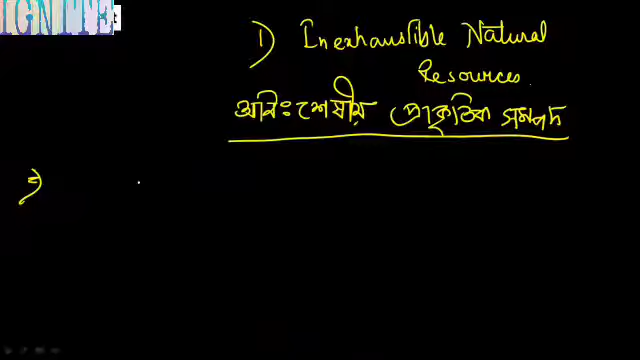 IGNITE
1) Inexhaustible Natural
Resources
অনিঃশেষীয় প্রাকৃতিক সম্পদ